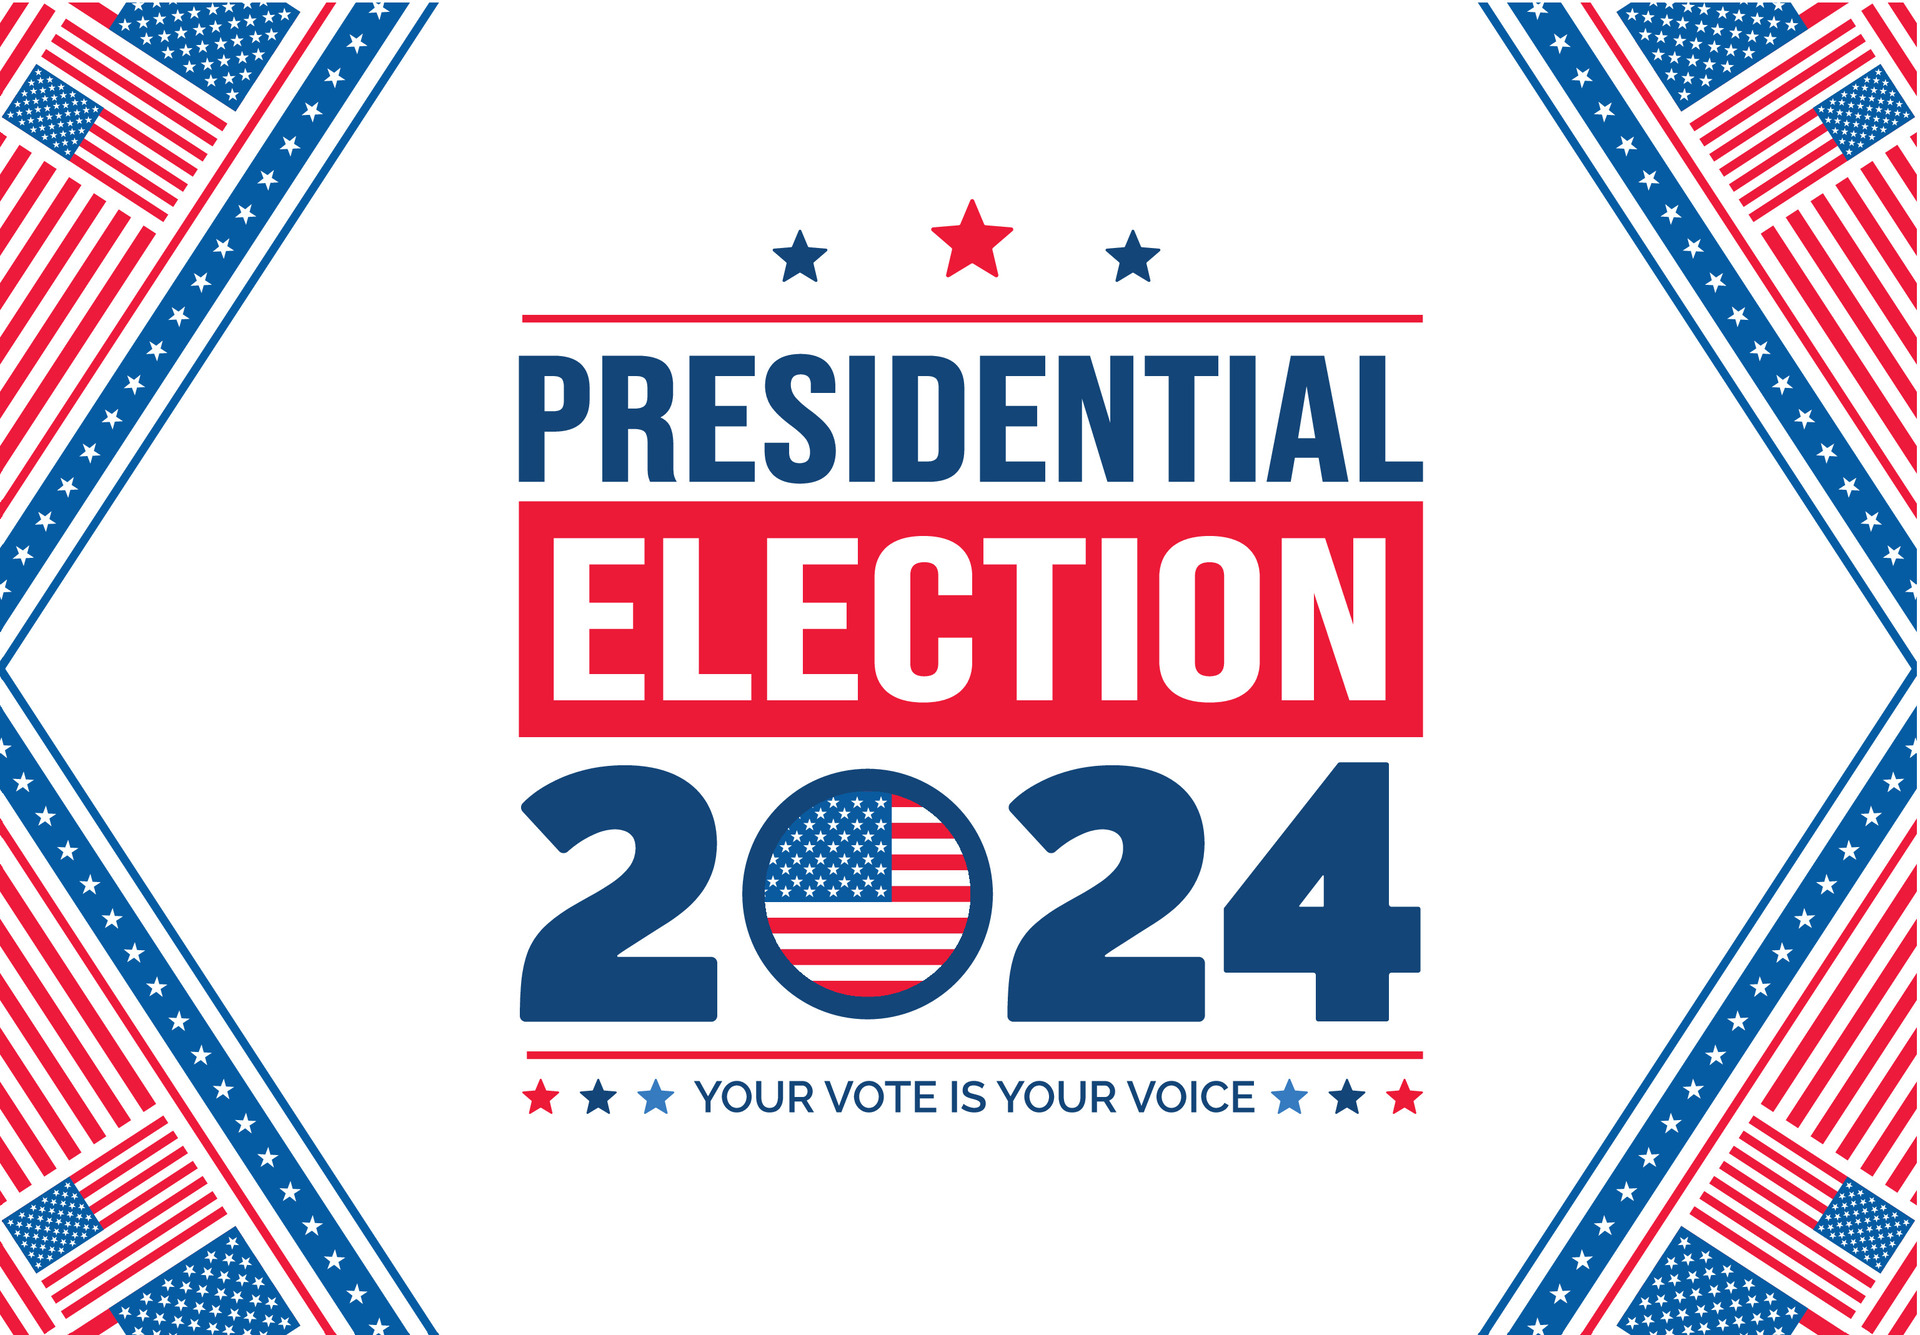 PRESIDENTIAL
ELECTION
2024
YOUR VOTE IS YOUR VOICE